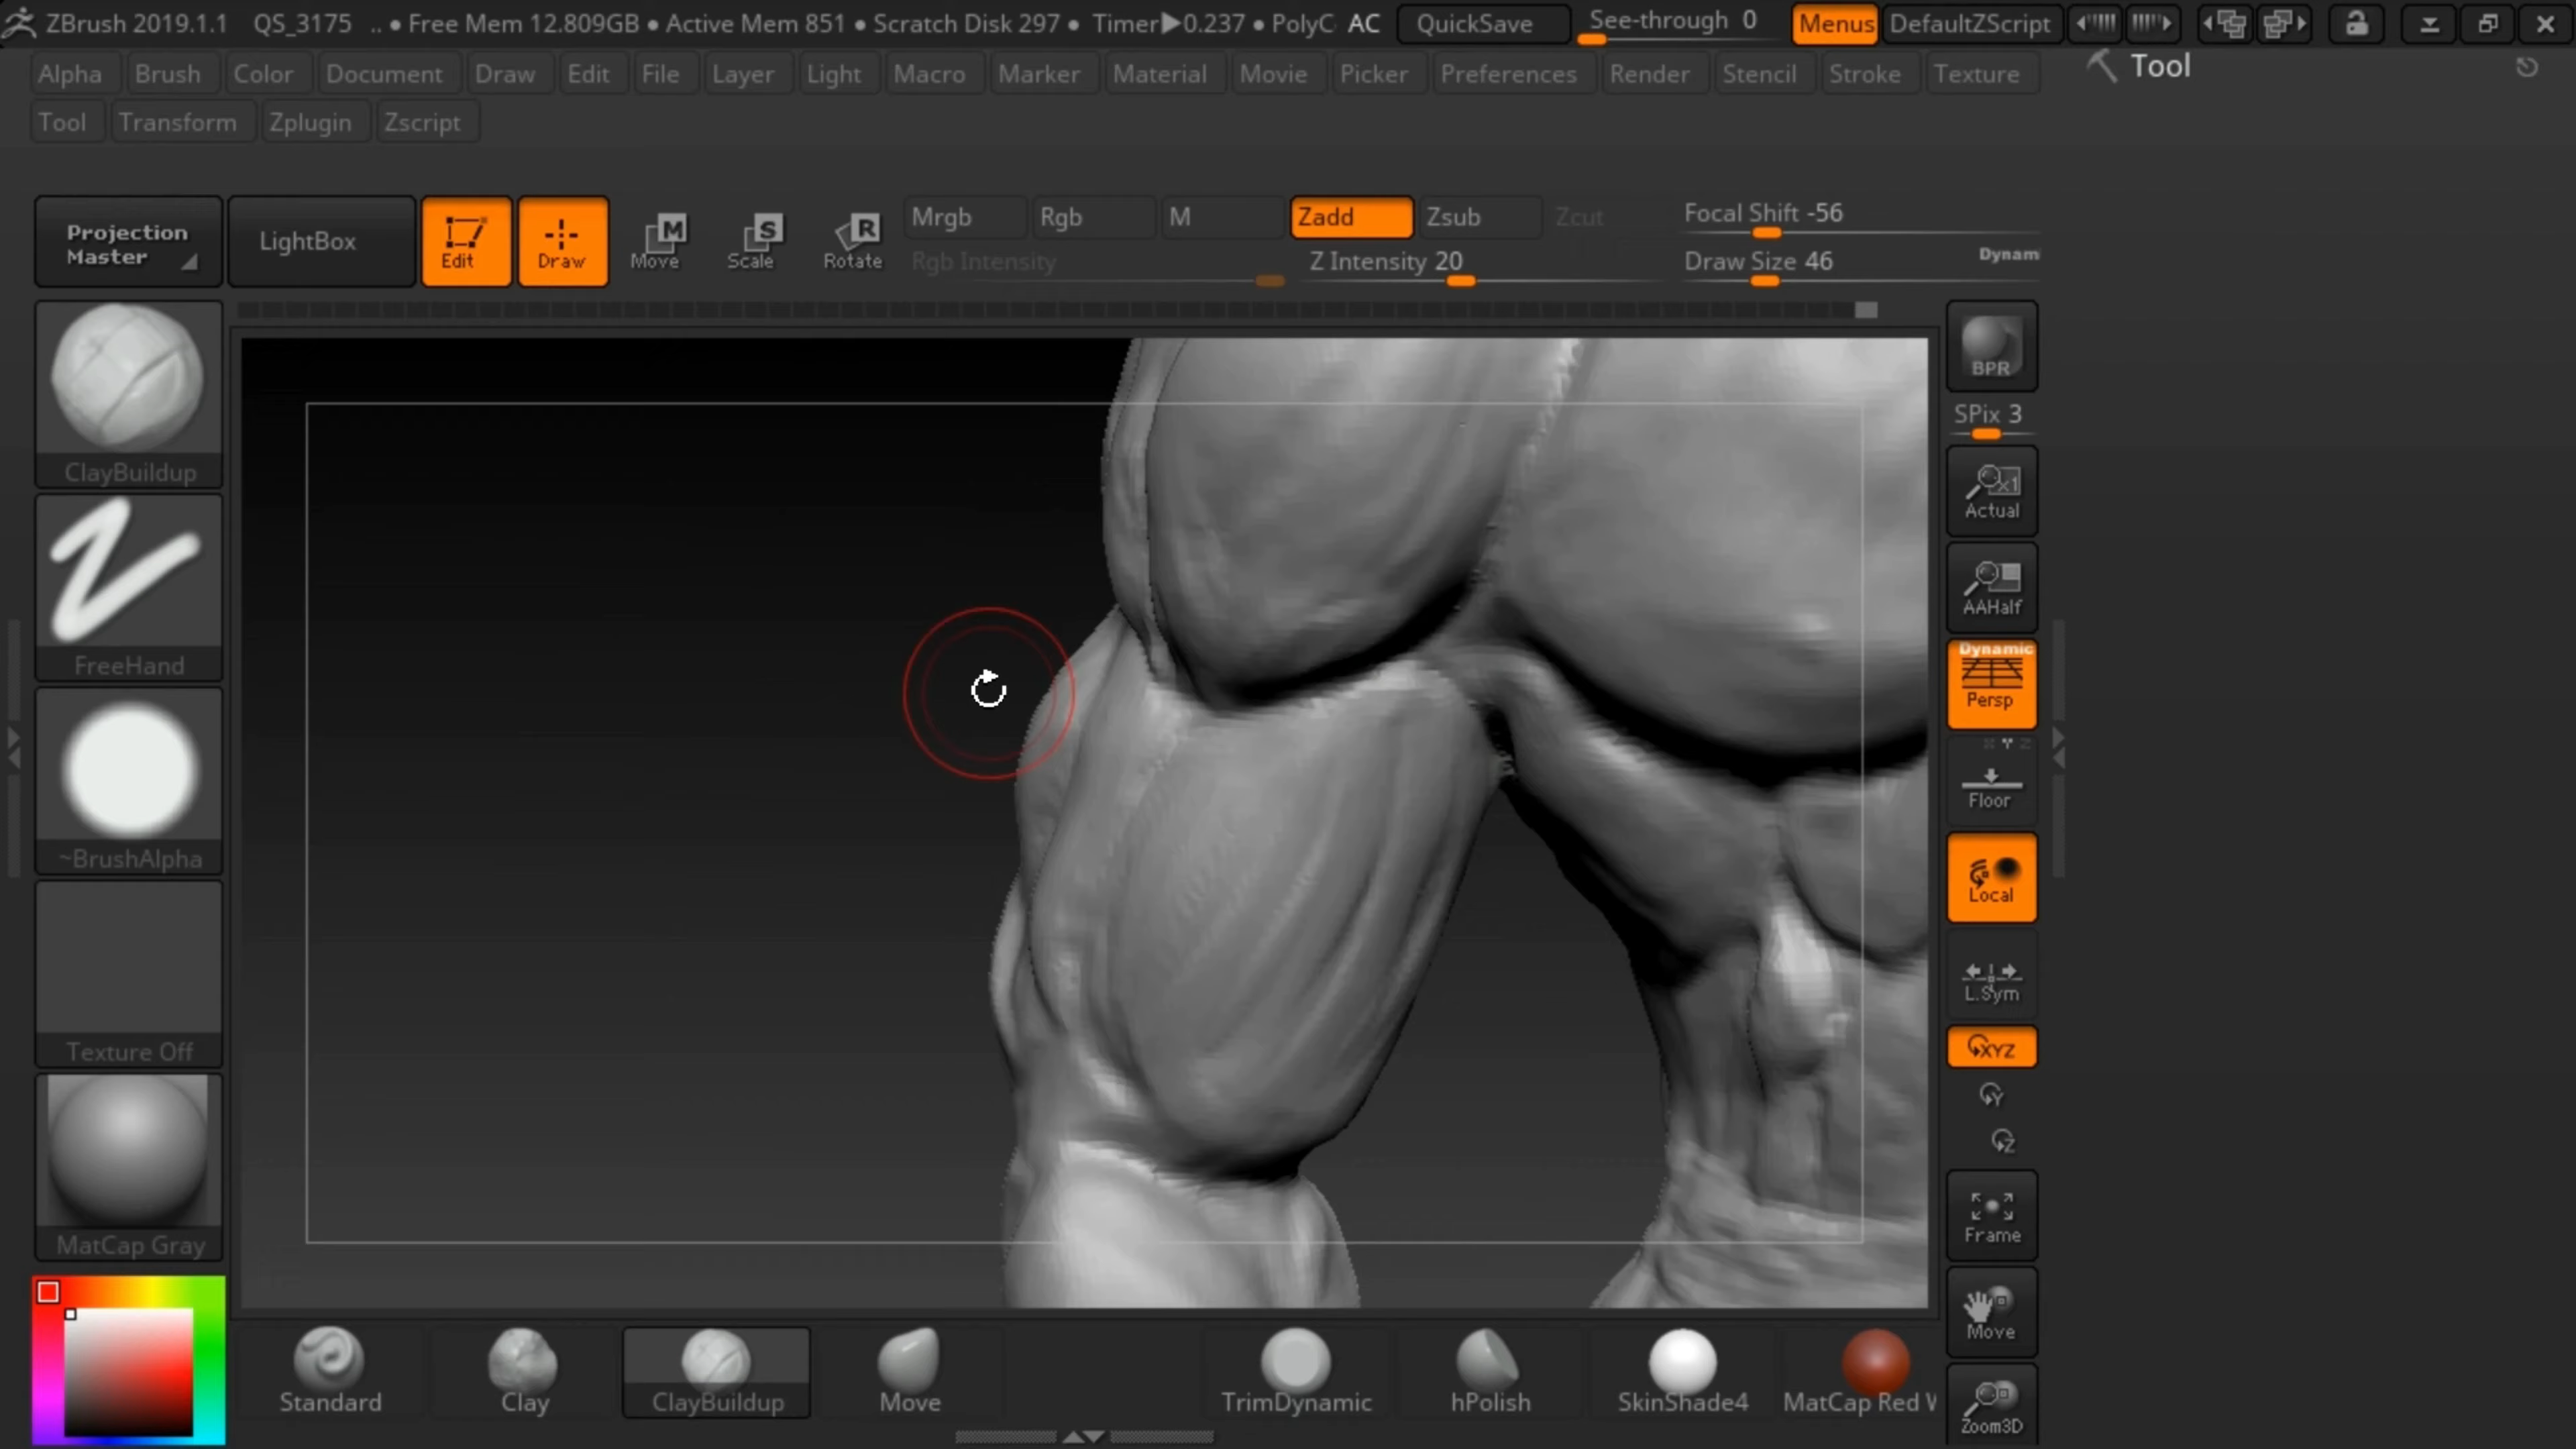 ZBrush 2019.1.1 QS_3175 .. • Free Mem 12.809GB • Active Mem 851 • Scratch Disk 297 • Timer▶0.237 • PolyC AC QuickSave See-through 0 Menus DefaultZScript
Alpha Brush Color Document Draw Edit File Layer Light Macro Marker Material Movie Picker Preferences Render Stencil Stroke Texture
Tool
Tool Transform Zplugin Zscript
Projection Master
LightBox
Edit
Draw
M Move
S Scale
R Rotate
Mrgb Rgb M Zadd Zsub Zcut
Focal Shift -56
Rgb Intensity
Z Intensity 20
Draw Size 46
Dynam
ClayBuildup
FreeHand
~BrushAlpha
Texture Off
MatCap Gray
BPR
SPix 3
x1
Actual
AAHalf
Dynamic
Persp
X Y Z
Floor
Local
L.Sym
XYZ
Y
Z
Frame
Move
Zoom3D
Standard Clay ClayBuildup Move TrimDynamic hPolish SkinShade4 MatCap Red W